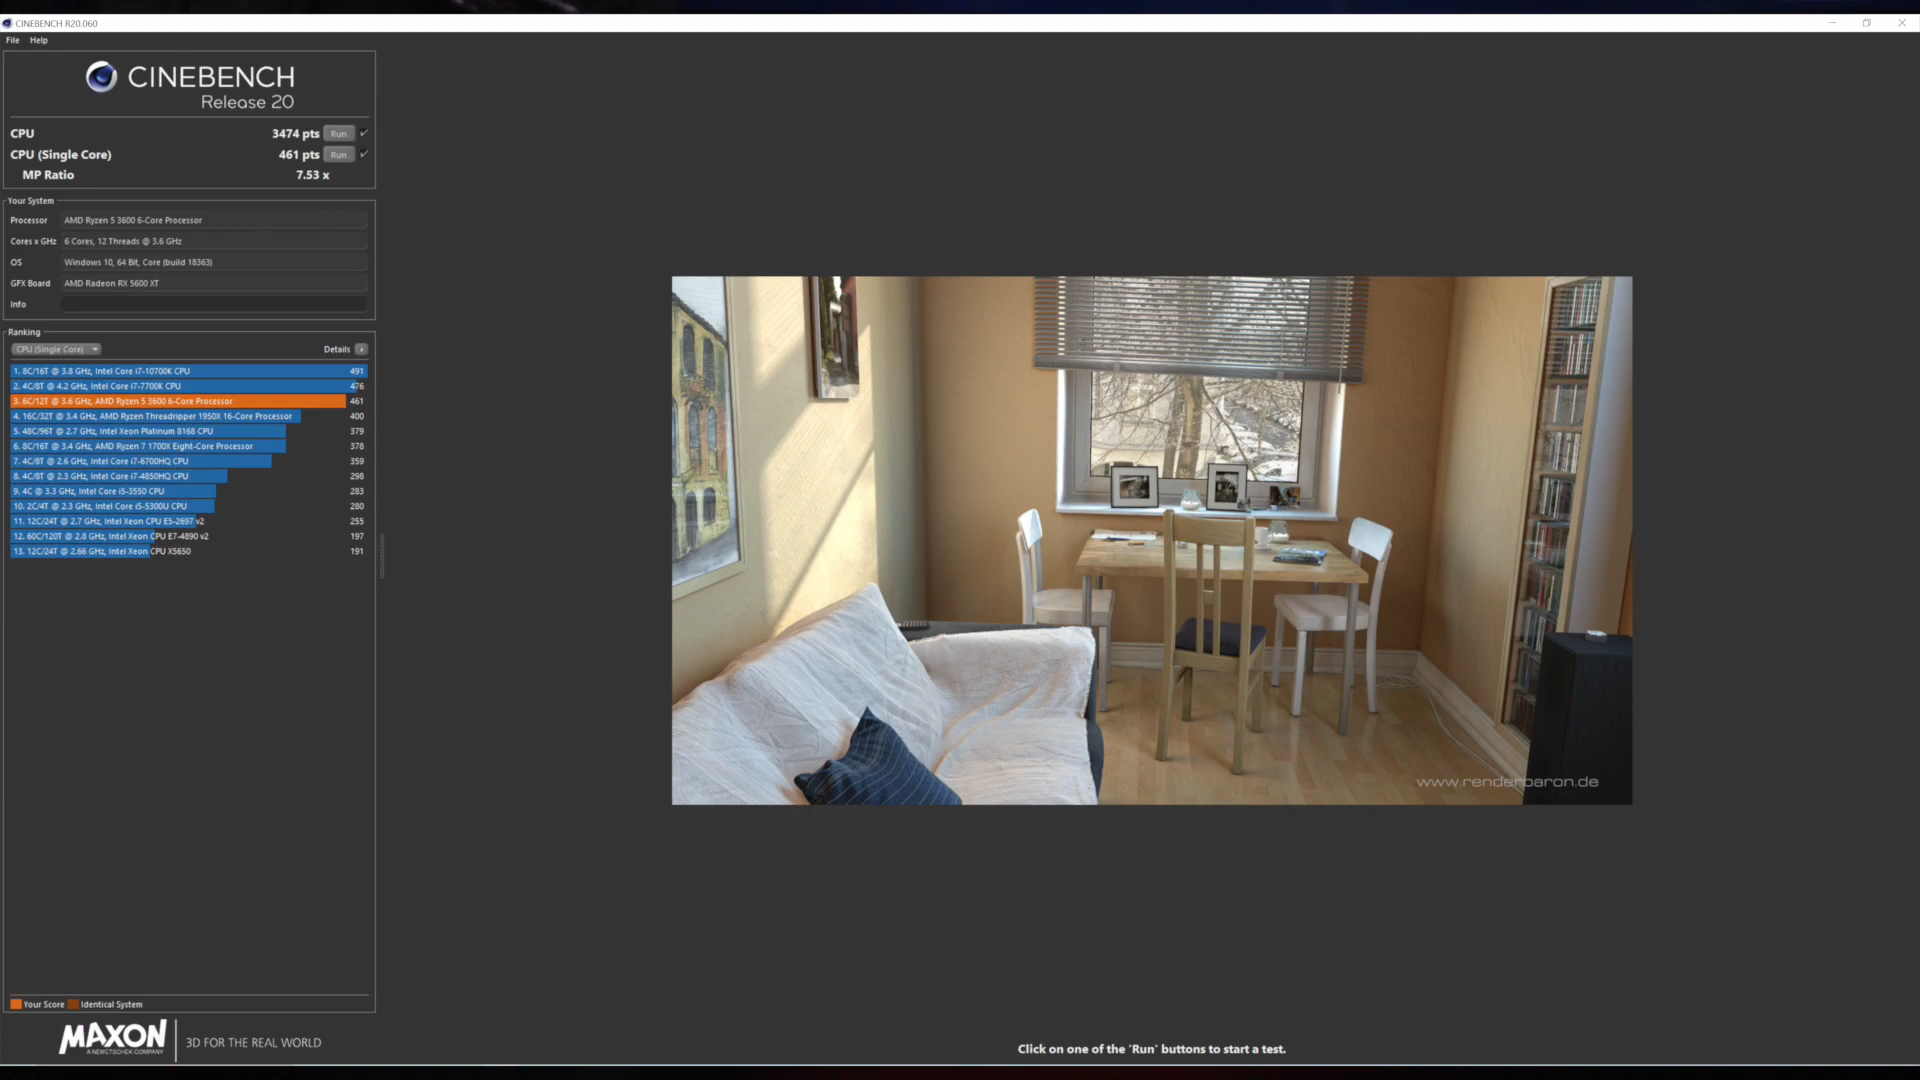 CINEBENCH R20.060
File Help
CINEBENCH
Release 20
CPU 3474 pts Run
CPU (Single Core) 461 pts Run
MP Ratio 7.53 x
Your System
Processor AMD Ryzen 5 3600 6-Core Processor
Cores x GHz 6 Cores, 12 Threads @ 3.6 GHz
OS Windows 10, 64 Bit, Core (build 18363)
GFX Board AMD Radeon RX 5600 XT
Info
Ranking
CPU (Single Core) Details +
1. 8C/16T @ 3.8 GHz, Intel Core i7-10700K CPU 491
2. 4C/8T @ 4.2 GHz, Intel Core i7-7700K CPU 476
3. 6C/12T @ 3.6 GHz, AMD Ryzen 5 3600 6-Core Processor 461
4. 16C/32T @ 3.4 GHz, AMD Ryzen Threadripper 1950X 16-Core Processor 400
5. 48C/96T @ 2.7 GHz, Intel Xeon Platinum 8168 CPU 379
6. 8C/16T @ 3.4 GHz, AMD Ryzen 7 1700X Eight-Core Processor 378
7. 4C/8T @ 2.6 GHz, Intel Core i7-6700HQ CPU 359
8. 4C/8T @ 2.3 GHz, Intel Core i7-4850HQ CPU 298
9. 4C @ 3.3 GHz, Intel Core i5-3550 CPU 283
10. 2C/4T @ 2.3 GHz, Intel Core i5-5300U CPU 280
11. 12C/24T @ 2.7 GHz, Intel Xeon CPU E5-2697 v2 255
12. 60C/120T @ 2.8 GHz, Intel Xeon CPU E7-4890 v2 197
13. 12C/24T @ 2.66 GHz, Intel Xeon CPU X5650 191
www.renderbaron.de
Your Score Identical System
MAXON
A NEMETSCHEK COMPANY
3D FOR THE REAL WORLD
Click on one of the 'Run' buttons to start a test.